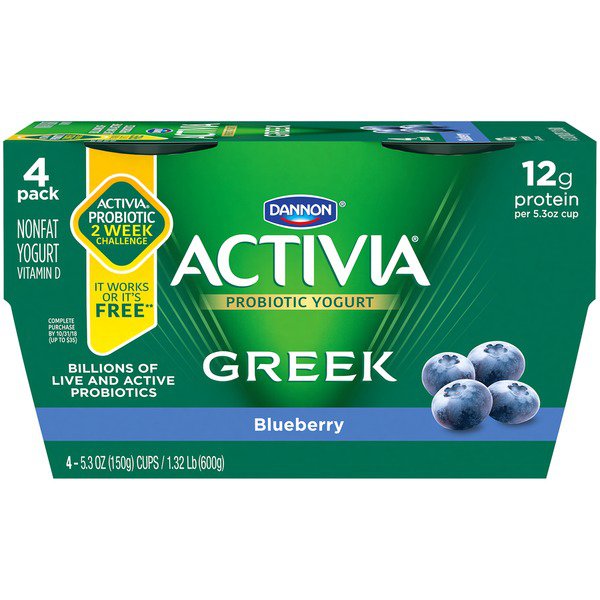 4
pack
NONFAT
YOGURT
VITAMIN D
ACTIVIA®
PROBIOTIC
2 WEEK
CHALLENGE
IT WORKS
OR IT'S
FREE**
COMPLETE
PURCHASE
BY 10/31/18
(UP TO $35)
BILLIONS OF
LIVE AND ACTIVE
PROBIOTICS
DANNON®
ACTIVIA®
PROBIOTIC YOGURT
GREEK
12g
protein
per 5.3oz cup
Blueberry
4 - 5.3 OZ (150g) CUPS / 1.32 Lb (600g)